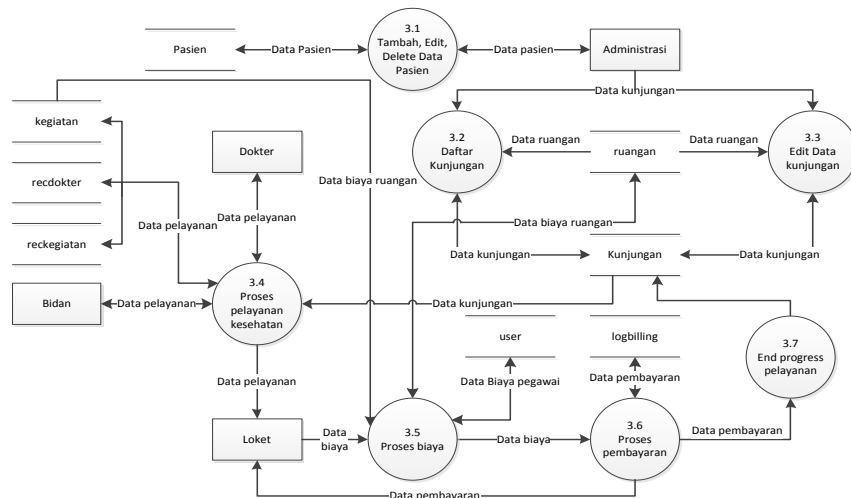 Pasien
Data Pasien
3.1
Tambah, Edit,
Delete Data
Pasien
Data pasien
Administrasi
Data kunjungan
kegiatan
Dokter
3.2
Daftar
Kunjungan
Data ruangan
ruangan
Data ruangan
3.3
Edit Data
kunjungan
recdokter
Data biaya ruangan
Data pelayanan
Data pelayanan
Data biaya ruangan
reckegiatan
Data kunjungan
Kunjungan
Data kunjungan
3.4
Proses
pelayanan
kesehatan
Bidan
Data pelayanan
Data kunjungan
user
logbilling
3.7
End progress
pelayanan
Data pelayanan
Data Biaya pegawai
Data pembayaran
Loket
Data
biaya
3.5
Proses biaya
Data biaya
3.6
Proses
pembayaran
Data pembayaran
Data pembayaran